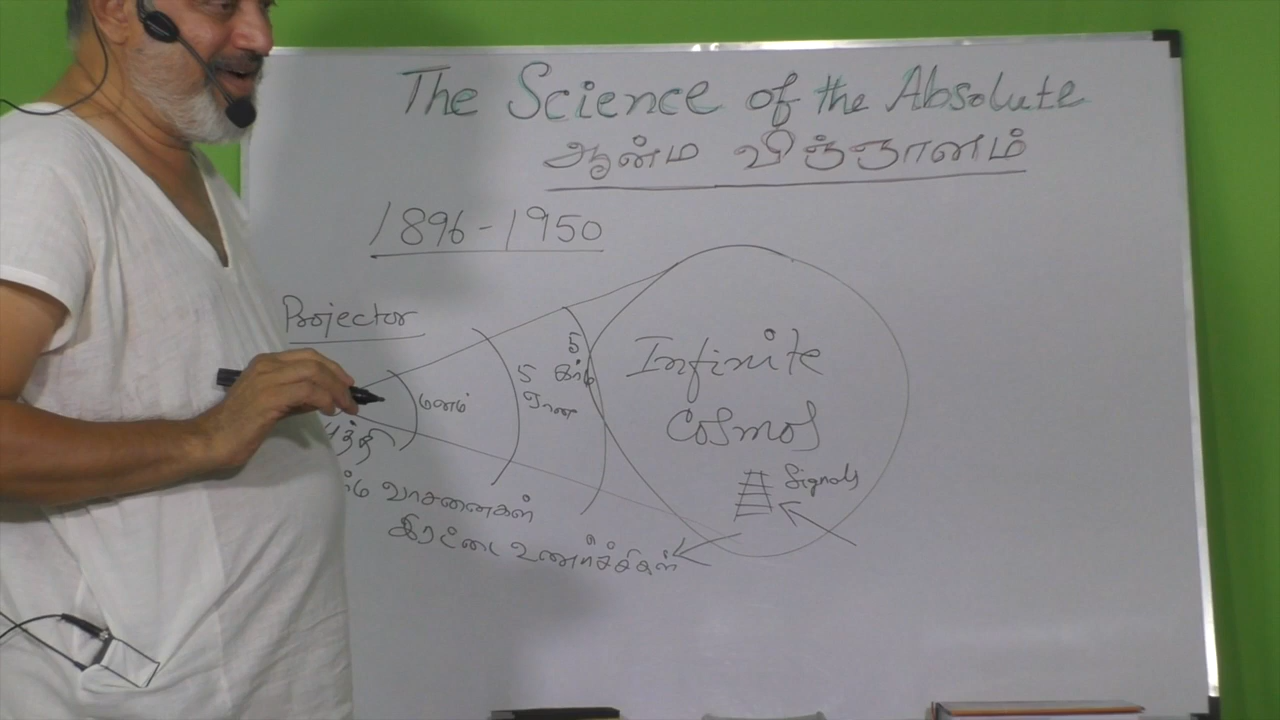 The Science of the Absolute
ஆன்ம விஞ்ஞானம்
1896-1950
Projector
Infinite
Cosmos
Signals
மனம்
5
5
புத்தி
வாசனைகள்
இரட்டை உணர்ச்சிகள்